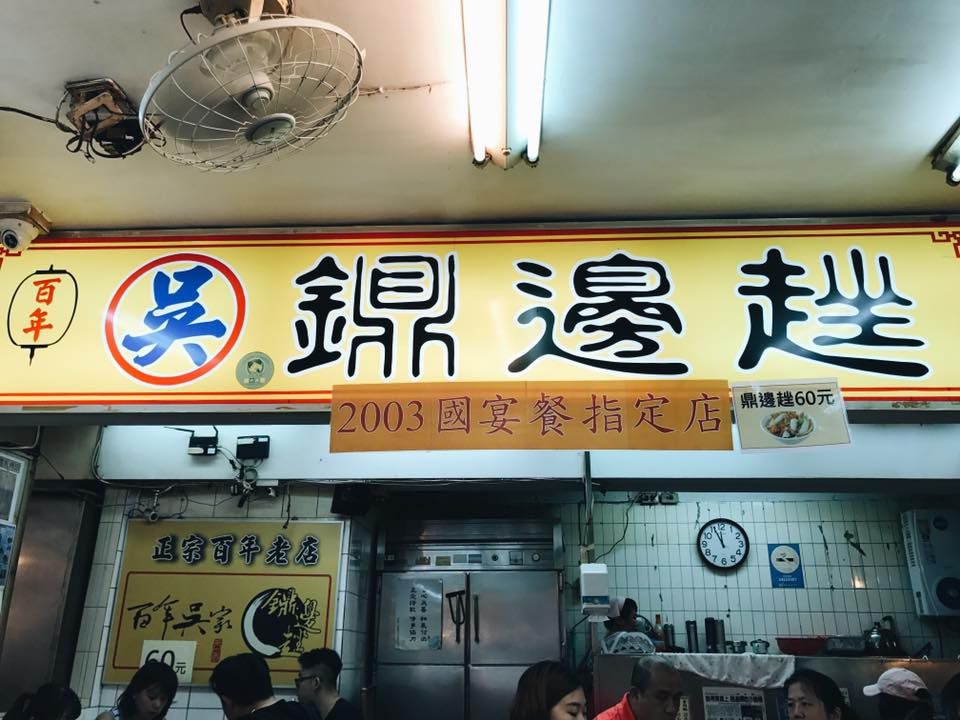 百年
吳
鼎邊趖
2003國宴餐指定店
鼎邊趖60元
正宗百年老店
百年吳家
鼎邊趖
60元